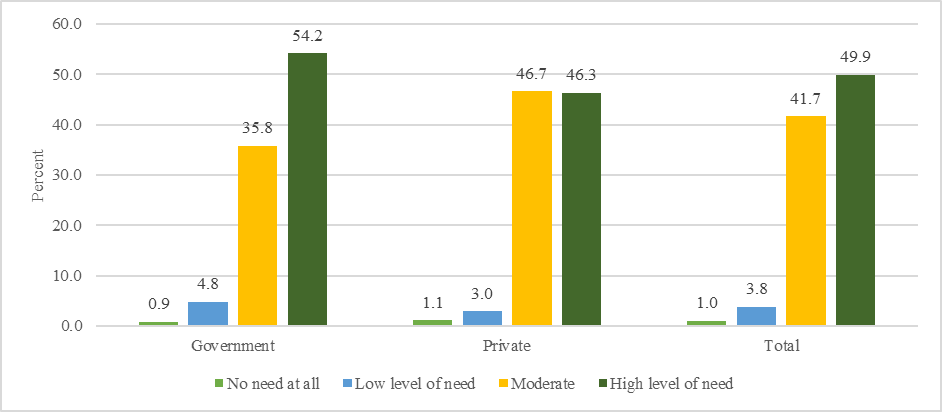 60.0
50.0
40.0
30.0
20.0
10.0
0.0
Percent
0.9 4.8 35.8 54.2
1.1 3.0 46.7 46.3
1.0 3.8 41.7 49.9
Government Private Total
No need at all Low level of need Moderate High level of need